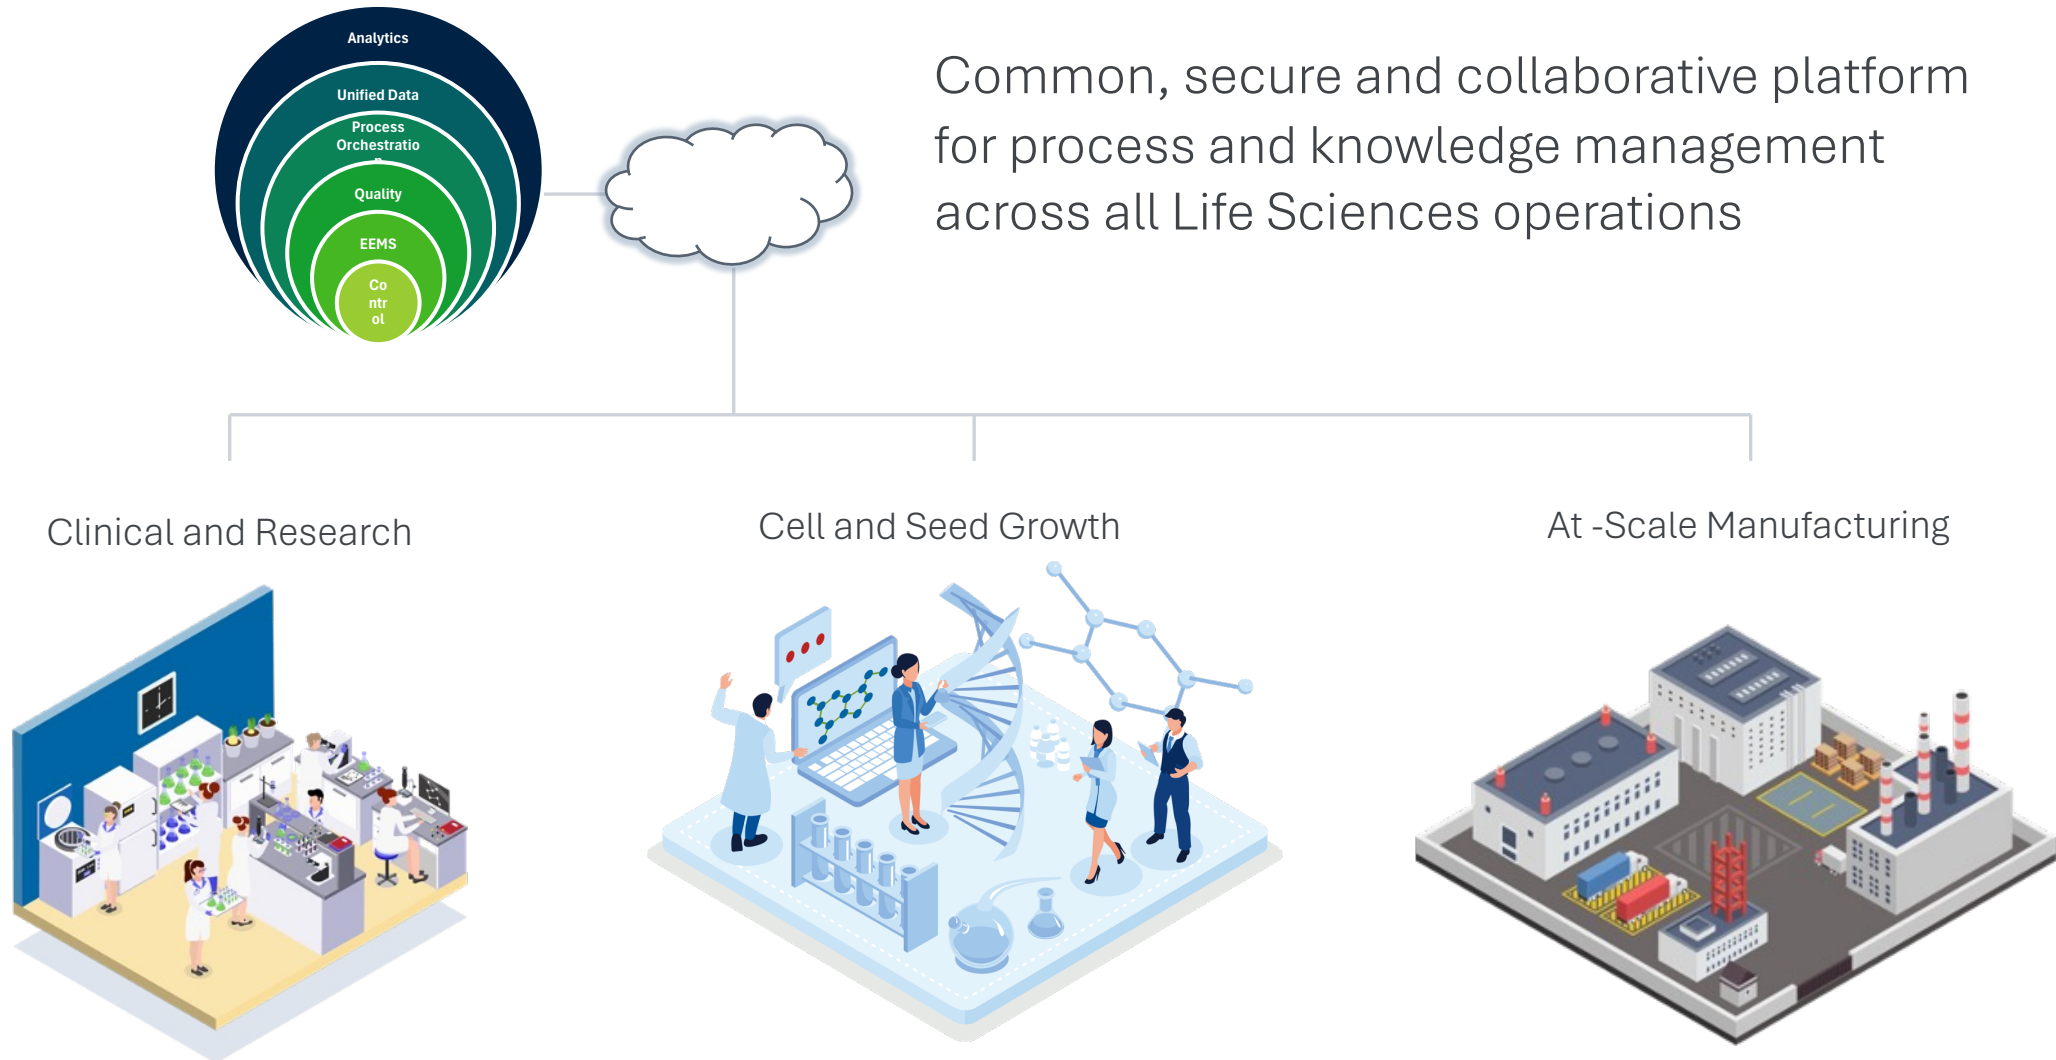 Analytics
Unified Data
Process
Orchestratio
n
Quality
EEMS
Co
ntr
ol
Common, secure and collaborative platform
for process and knowledge management
across all Life Sciences operations
Clinical and Research
Cell and Seed Growth
At -Scale Manufacturing